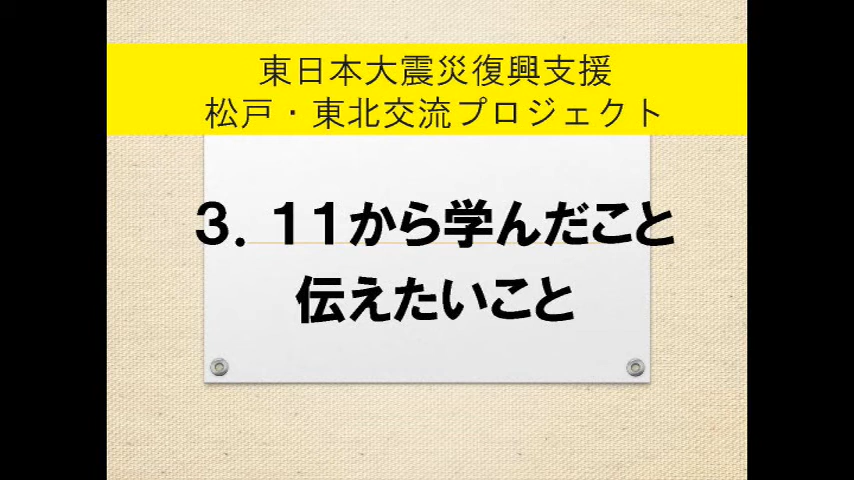 東日本大震災復興支援
松戸・東北交流プロジェクト
３．１１から学んだこと
伝えたいこと